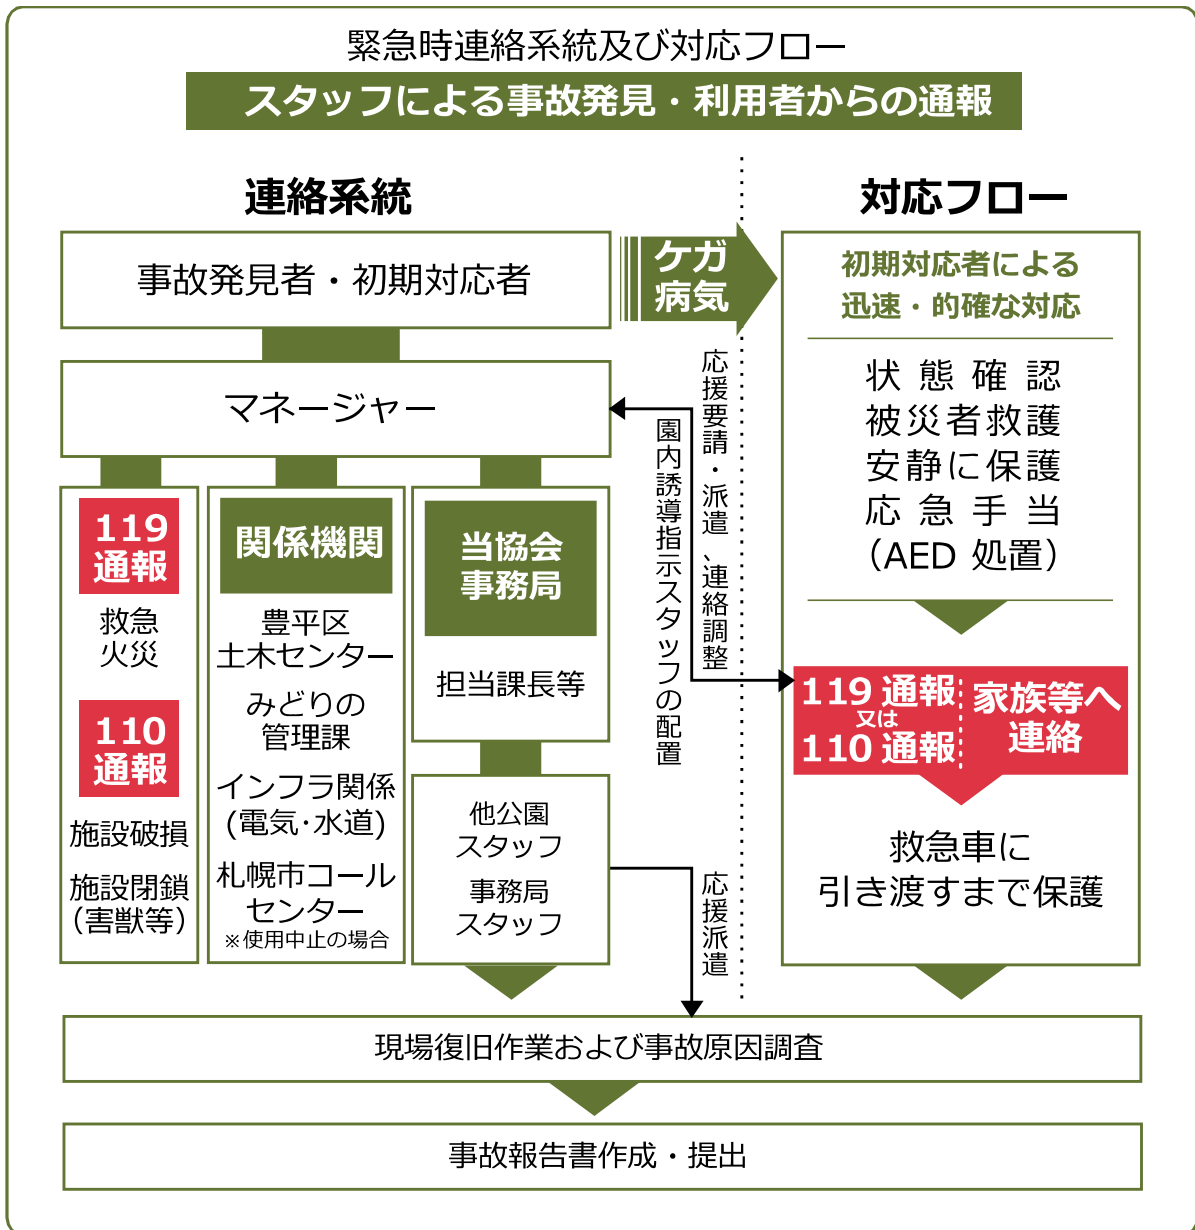 緊急時連絡系統及び対応フロー
スタッフによる事故発見・利用者からの通報
連絡系統
事故発見者・初期対応者
マネージャー
119
通報
救急
火災
110
通報
施設破損
施設閉鎖
(害獣等)
関係機関
豊平区
土木センター
みどりの
管理課
インフラ関係
(電気・水道)
札幌市コール
センター
※使用中止の場合
当協会
事務局
担当課長等
他公園
スタッフ
事務局
スタッフ
ケガ
病気
応援要請・派遣、連絡調整
園内誘導指示スタッフの配置
応援派遣
対応フロー
初期対応者による
迅速・的確な対応
状態確認
被災者救護
安静に保護
応急手当
(AED 処置)
119 通報
又は
110 通報
家族等へ
連絡
救急車に
引き渡すまで保護
現場復旧作業および事故原因調査
事故報告書作成・提出